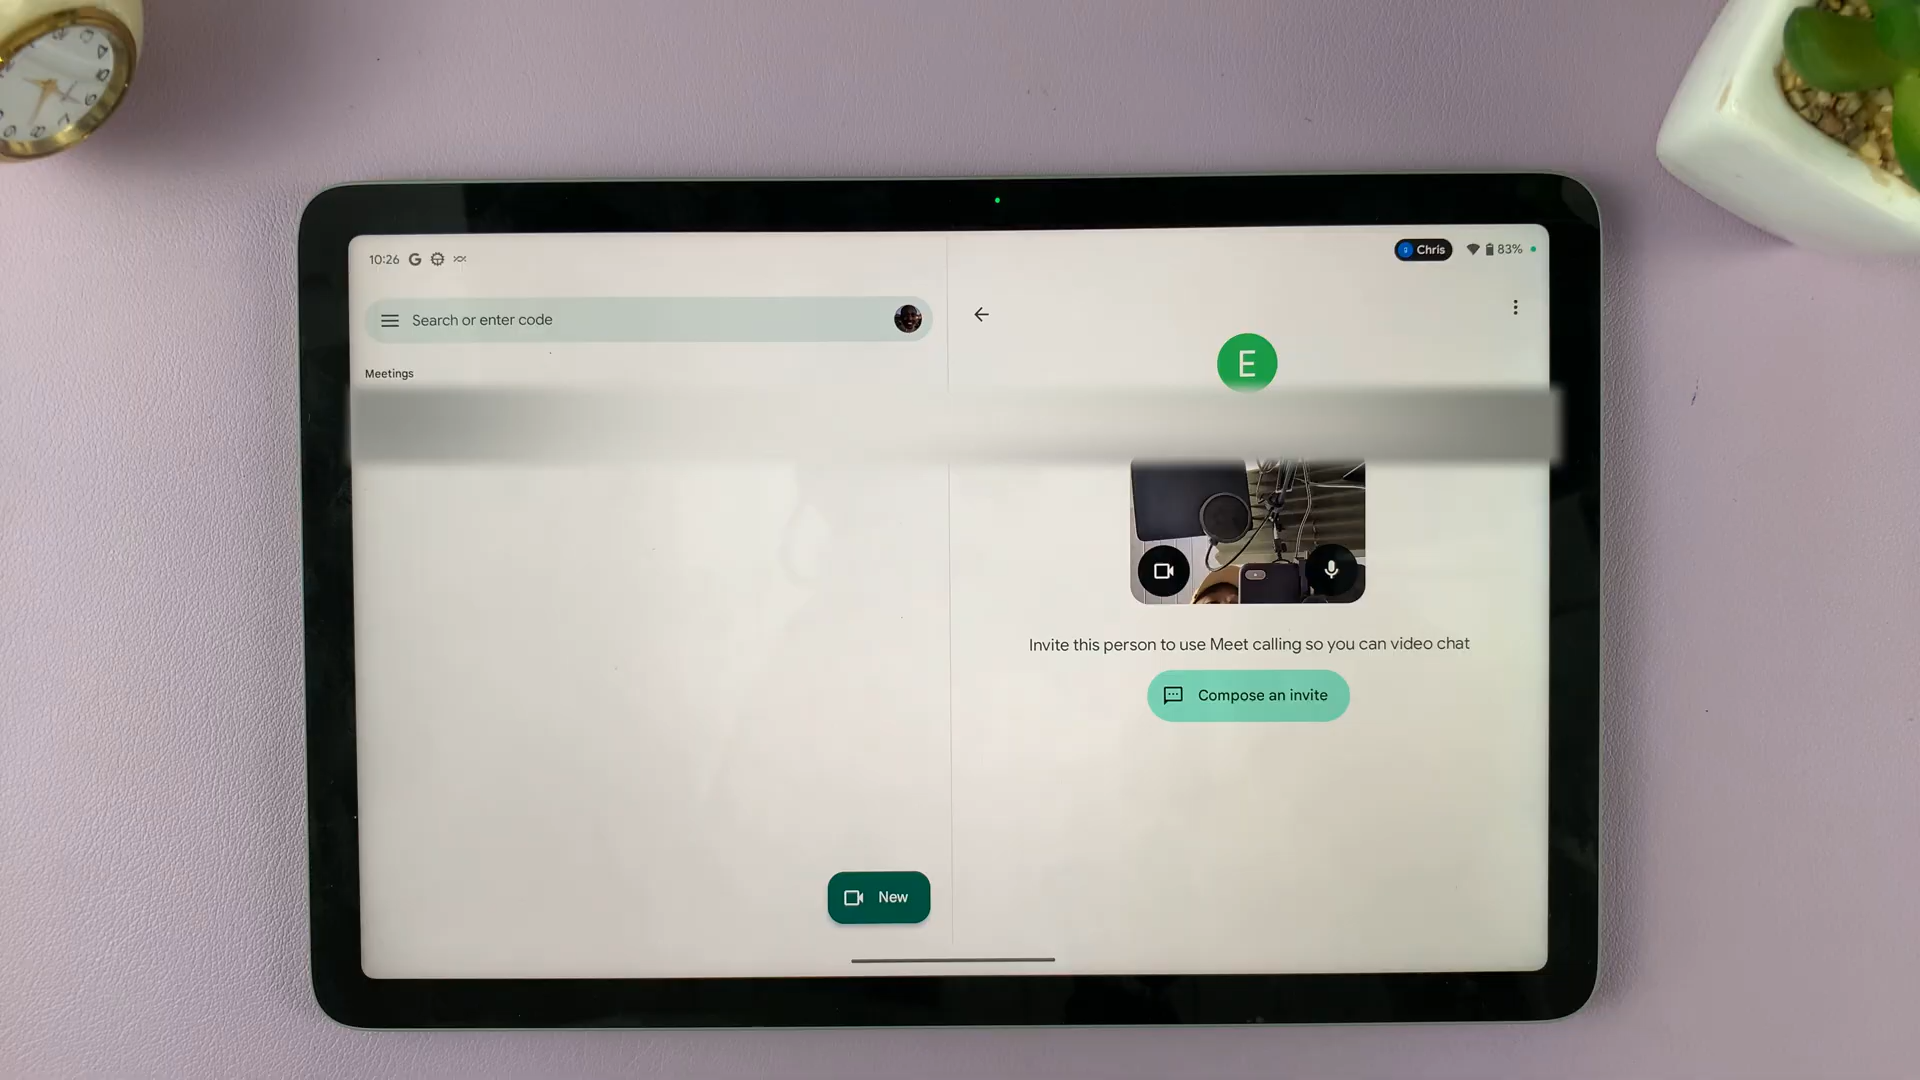 10:26
Chris
83%
Search or enter code
Meetings
E
Invite this person to use Meet calling so you can video chat
Compose an invite
New